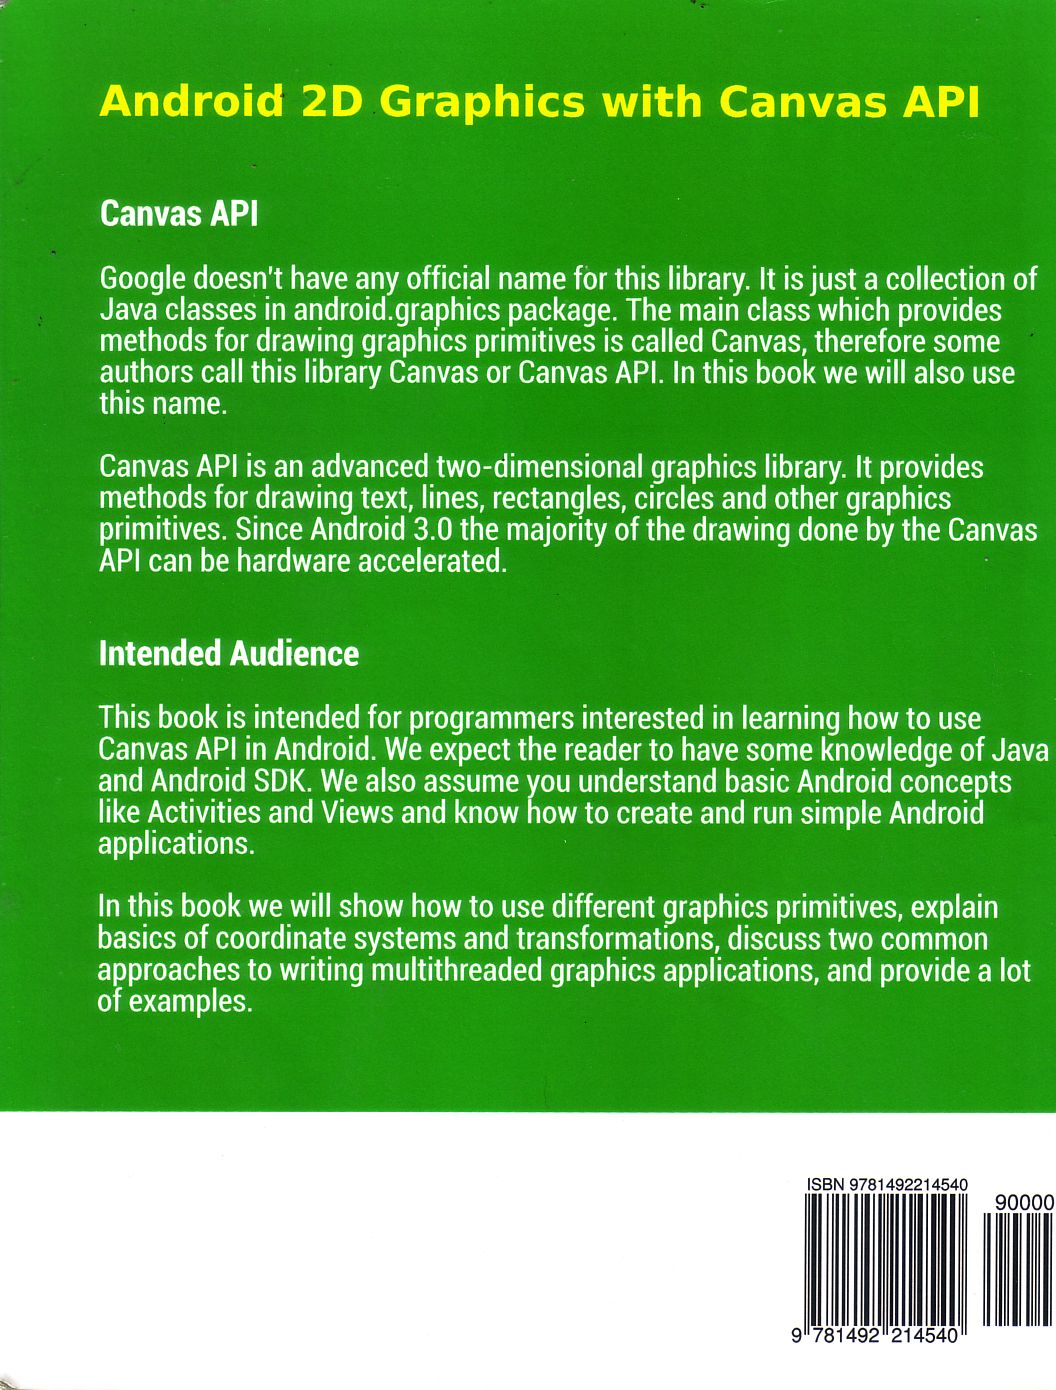 Android 2D Graphics with Canvas API
Canvas API
Google doesn't have any official name for this library. It is just a collection of
Java classes in android.graphics package. The main class which provides
methods for drawing graphics primitives is called Canvas, therefore some
authors call this library Canvas or Canvas API. In this book we will also use
this name.
Canvas API is an advanced two-dimensional graphics library. It provides
methods for drawing text, lines, rectangles, circles and other graphics
primitives. Since Android 3.0 the majority of the drawing done by the Canvas
API can be hardware accelerated.
Intended Audience
This book is intended for programmers interested in learning how to use
Canvas API in Android. We expect the reader to have some knowledge of Java
and Android SDK. We also assume you understand basic Android concepts
like Activities and Views and know how to create and run simple Android
applications.
In this book we will show how to use different graphics primitives, explain
basics of coordinate systems and transformations, discuss two common
approaches to writing multithreaded graphics applications, and provide a lot
of examples.
ISBN 9781492214540
90000
9 781492 214540